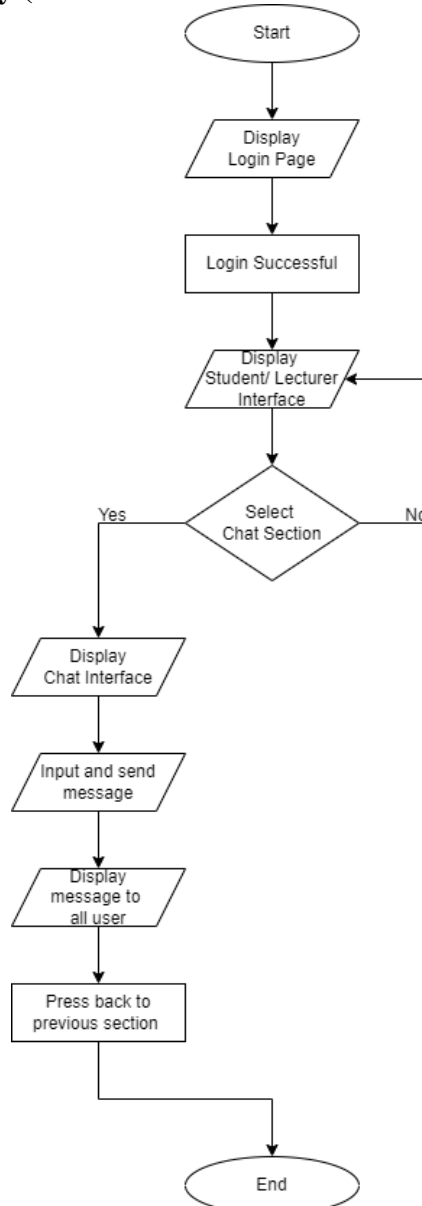 y (
Start
Display
Login Page
Login Successful
Display
Student/ Lecturer
Interface
Select
Chat Section
Yes
No
Display
Chat Interface
Input and send
message
Display
message to
all user
Press back to
previous section
End